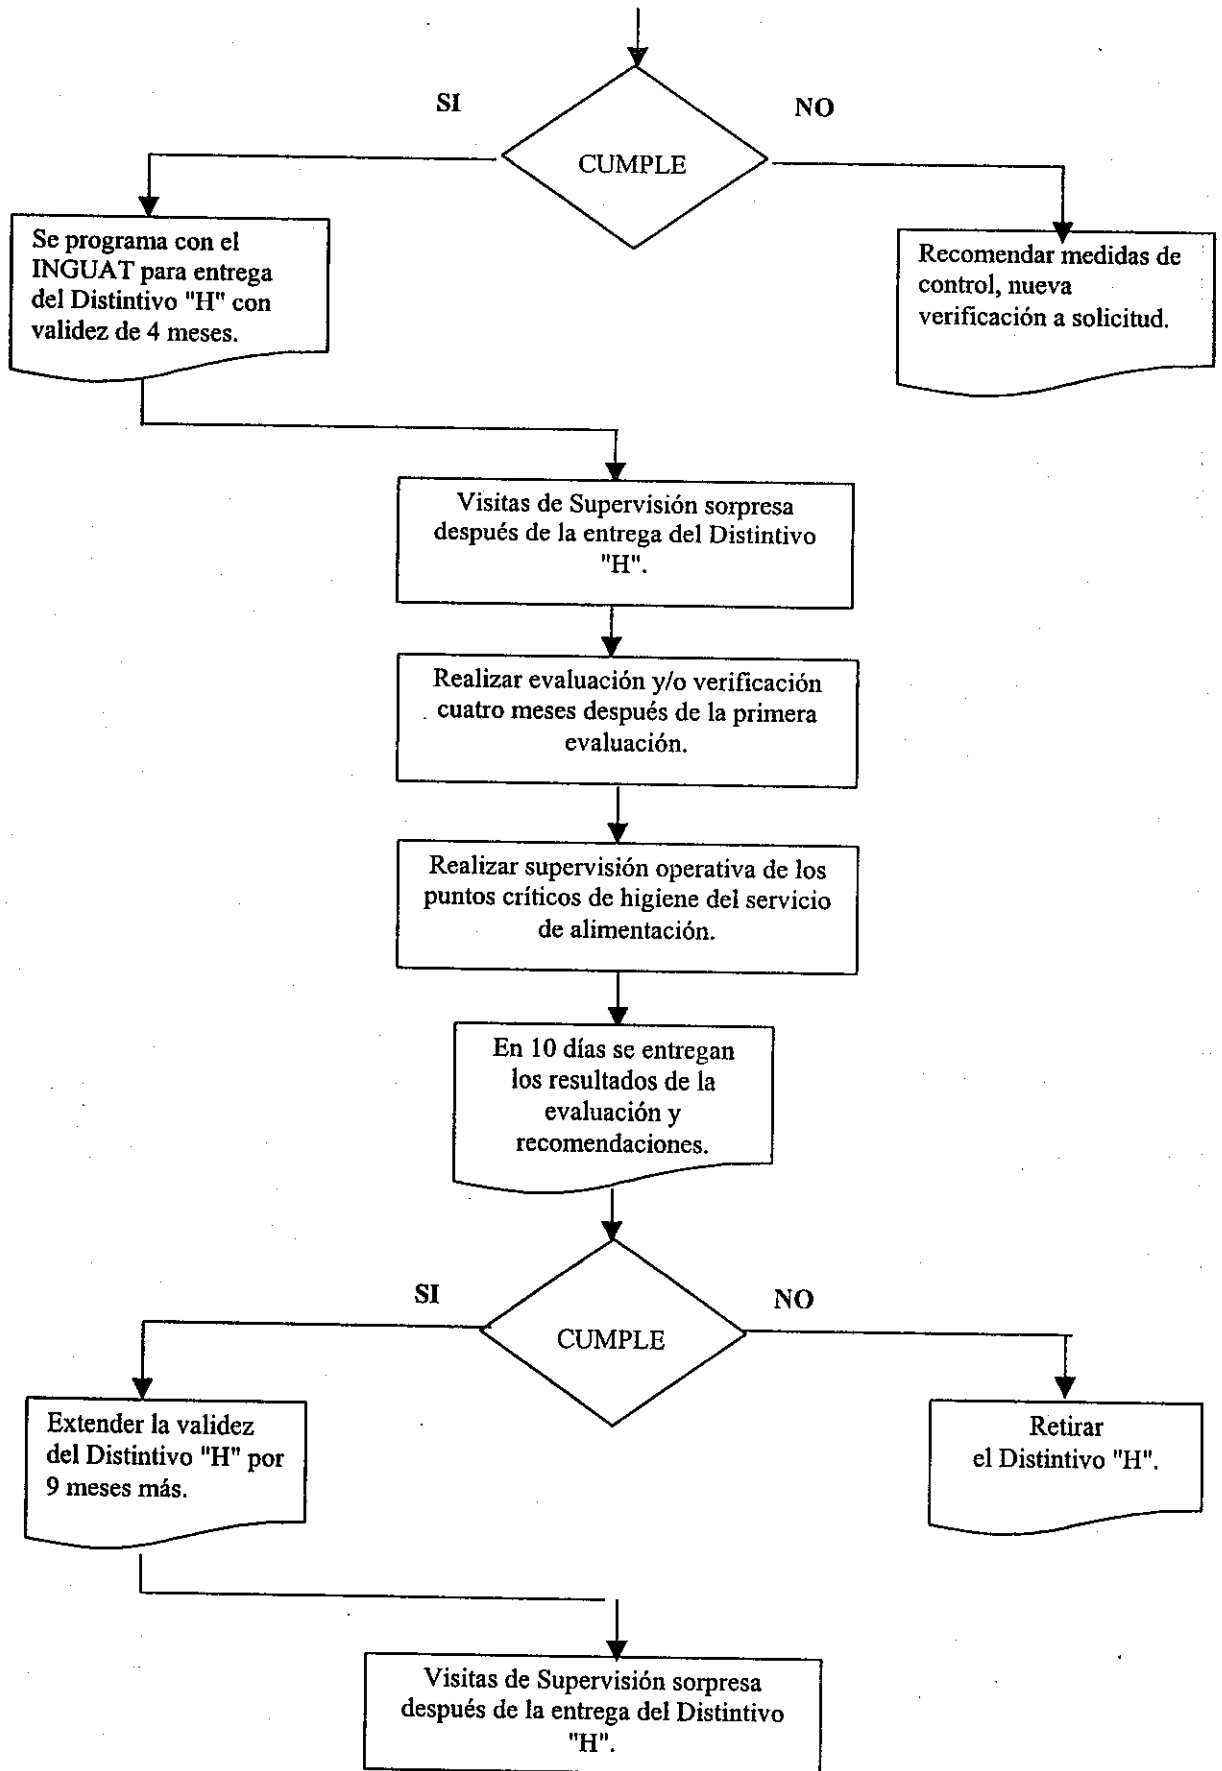 SI
NO
CUMPLE
Se programa con el
INGUAT para entrega
del Distintivo "H" con
validez de 4 meses.
Recomendar medidas de
control, nueva
verificación a solicitud.
Visitas de Supervisión sorpresa
después de la entrega del Distintivo
"H".
Realizar evaluación y/o verificación
cuatro meses después de la primera
evaluación.
Realizar supervisión operativa de los
puntos críticos de higiene del servicio
de alimentación.
En 10 días se entregan
los resultados de la
evaluación y
recomendaciones.
SI
NO
CUMPLE
Extender la validez
del Distintivo "H" por
9 meses más.
Retirar
el Distintivo "H".
Visitas de Supervisión sorpresa
después de la entrega del Distintivo
"H".